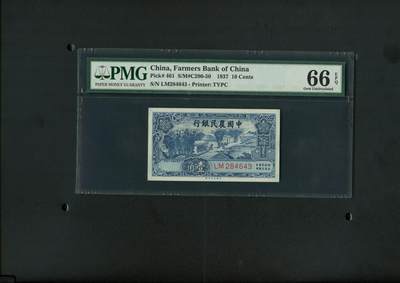 PMG
PAPER MONEY GUARANTY
China, Farmers Bank of China
Pick# 461 S/M#C290-50 1937 10 Cents
S/N LM284643 - Printer: TYPC
66 EPQ
Gem Uncirculated
行銀民農國中
LM284643